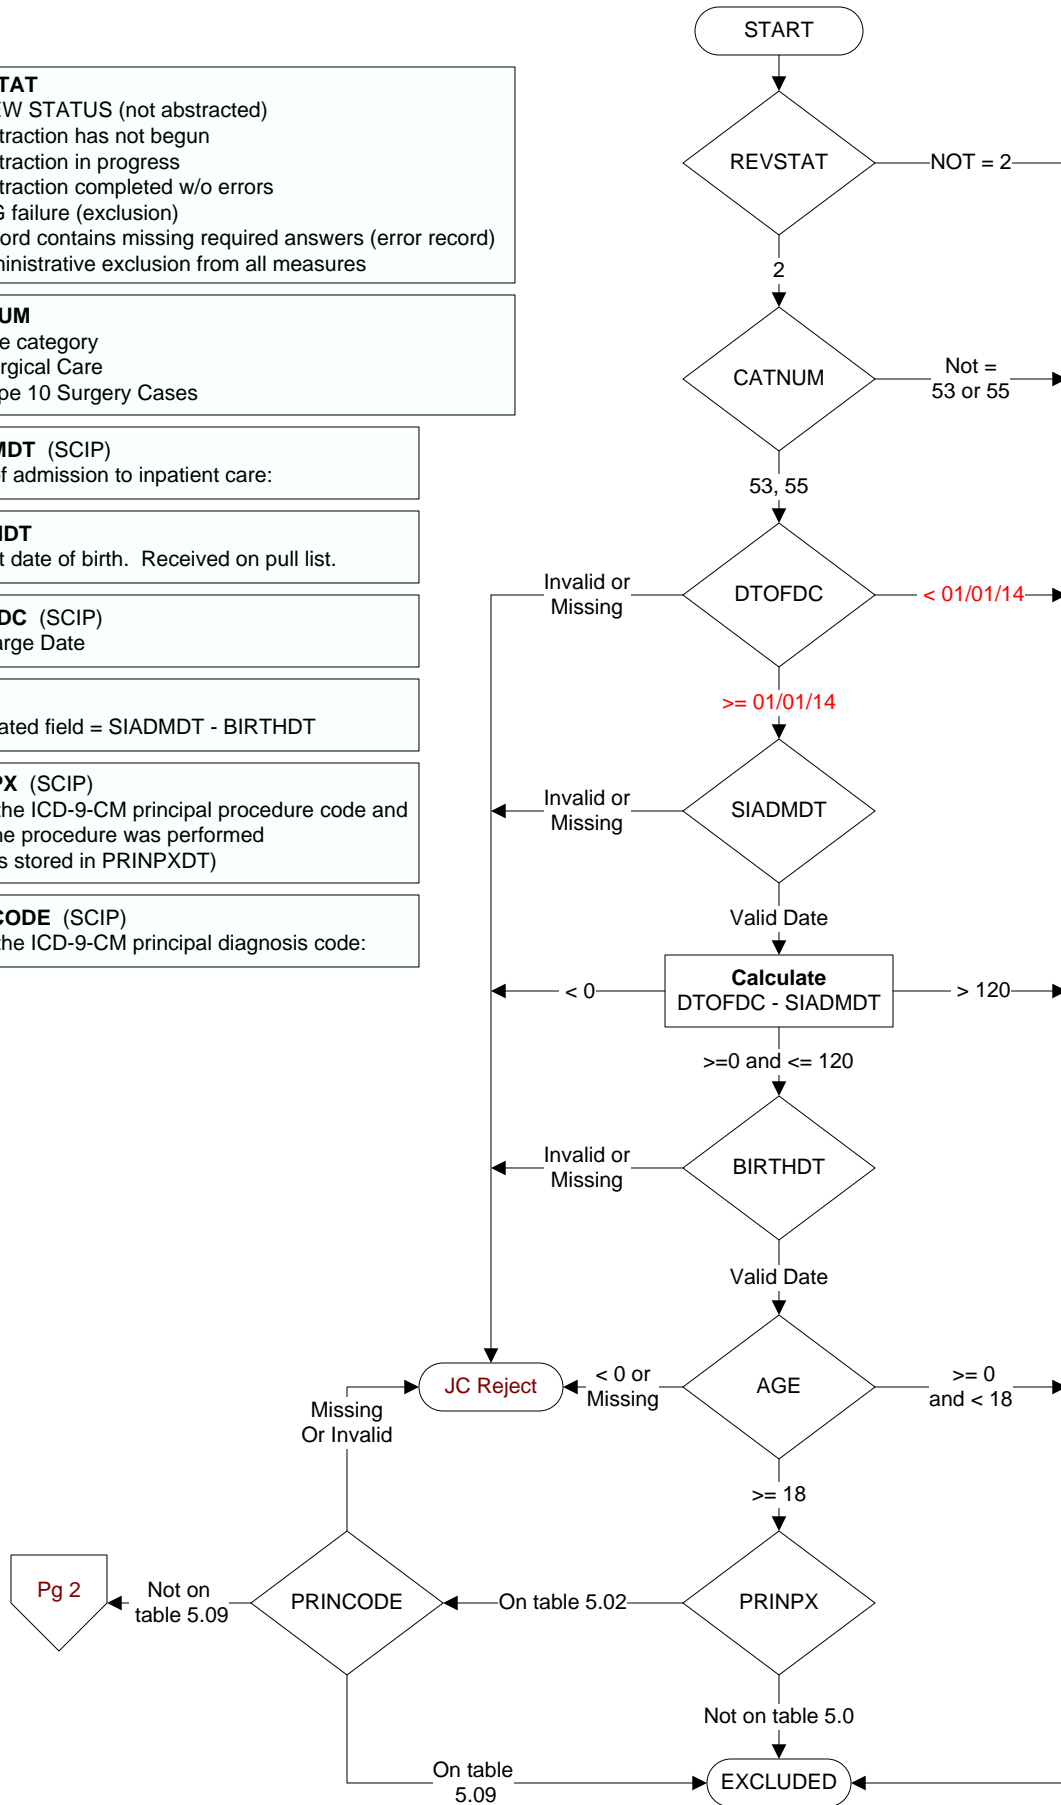 START
TAT
EW STATUS (not abstracted)
traction has not begun
traction in progress
traction completed w/o errors
G failure (exclusion)
ord contains missing required answers (error record)
ministrative exclusion from all measures
REVSTAT
NOT = 2
2
UM
e category
rgical Care
pe 10 Surgery Cases
CATNUM
Not =
53 or 55
53, 55
MDT (SCIP)
f admission to inpatient care:
HDT
t date of birth. Received on pull list.
DC (SCIP)
arge Date
Invalid or
Missing
DTOFDC
< 01/01/14
>= 01/01/14
ated field = SIADMDT - BIRTHDT
PX (SCIP)
the ICD-9-CM principal procedure code and
ne procedure was performed
s stored in PRINPXDT)
Invalid or
Missing
SIADMDT
Valid Date
CODE (SCIP)
the ICD-9-CM principal diagnosis code:
< 0
Calculate
DTOFDC - SIADMDT
> 120
>=0 and <= 120
Invalid or
Missing
BIRTHDT
Valid Date
JC Reject
< 0 or
Missing
AGE
>= 0
and < 18
Missing
Or Invalid
>= 18
Pg 2
Not on
table 5.09
PRINCODE
On table 5.02
PRINPX
Not on table 5.0
On table
5.09
EXCLUDED